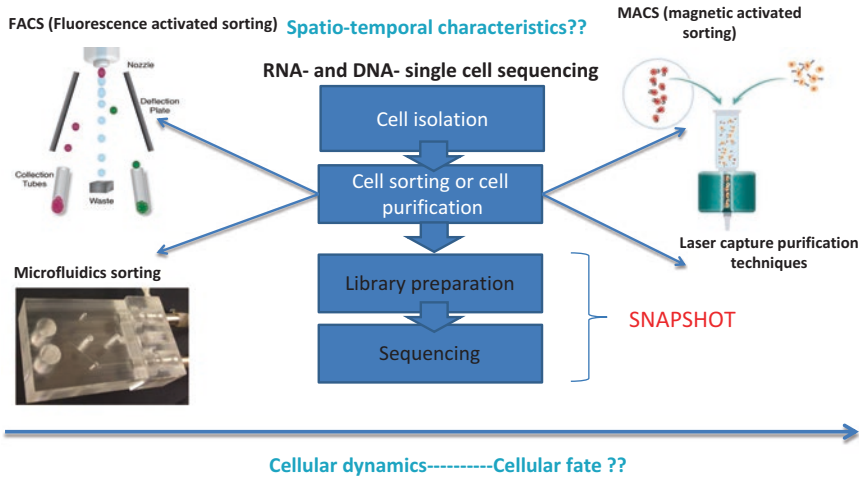 FACS (Fluorescence activated sorting)
Spatio-temporal characteristics??
MACS (magnetic activated
sorting)
Nozzle
Deflection
Plate
Collection
Tubes
Waste
RNA- and DNA- single cell sequencing
Cell isolation
Cell sorting or cell
purification
Library preparation
Sequencing
Microfluidics sorting
Laser capture purification
techniques
SNAPSHOT
Cellular dynamics----------Cellular fate ??